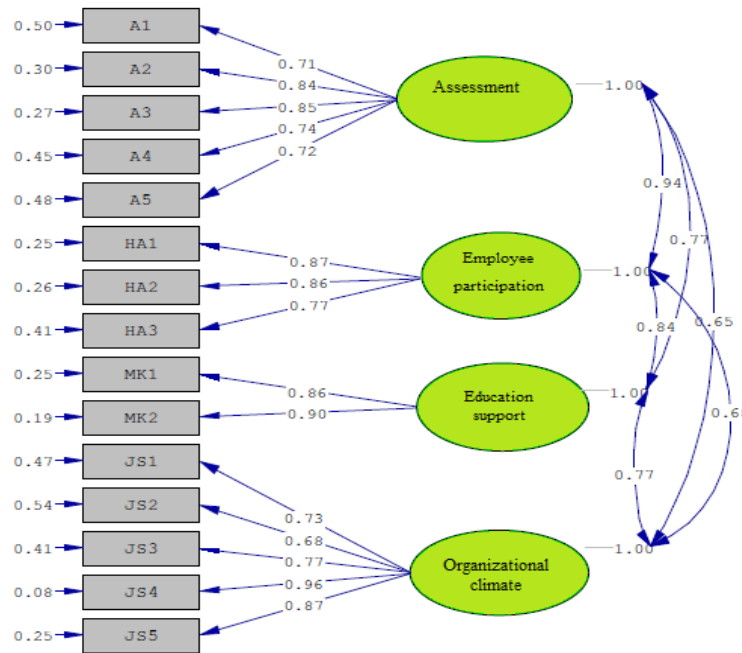 0.50 A1
0.30 A2
0.27 A3
0.45 A4
0.48 A5
0.25 HA1
0.26 HA2
0.41 HA3
0.25 MK1
0.19 MK2
0.47 JS1
0.54 JS2
0.41 JS3
0.08 JS4
0.25 JS5
0.71
0.84
0.85
0.74
0.72
0.87
0.86
0.77
0.86
0.90
0.73
0.68
0.77
0.96
0.87
Assessment
Employee
participation
Education
support
Organizational
climate
1.00
1.00
1.00
1.00
0.94
0.77
0.84
0.65
0.77